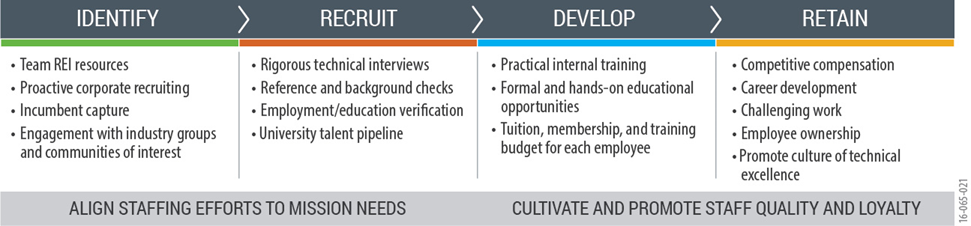 IDENTIFY
RECRUIT
DEVELOP
RETAIN
• Team REI resources
• Proactive corporate recruiting
• Incumbent capture
• Engagement with industry groups
and communities of interest
• Rigorous technical interviews
• Reference and background checks
• Employment/education verification
• University talent pipeline
• Practical internal training
• Formal and hands-on educational
opportunities
• Tuition, membership, and training
budget for each employee
• Competitive compensation
• Career development
• Challenging work
• Employee ownership
• Promote culture of technical
excellence
ALIGN STAFFING EFFORTS TO MISSION NEEDS
CULTIVATE AND PROMOTE STAFF QUALITY AND LOYALTY
16-065-021